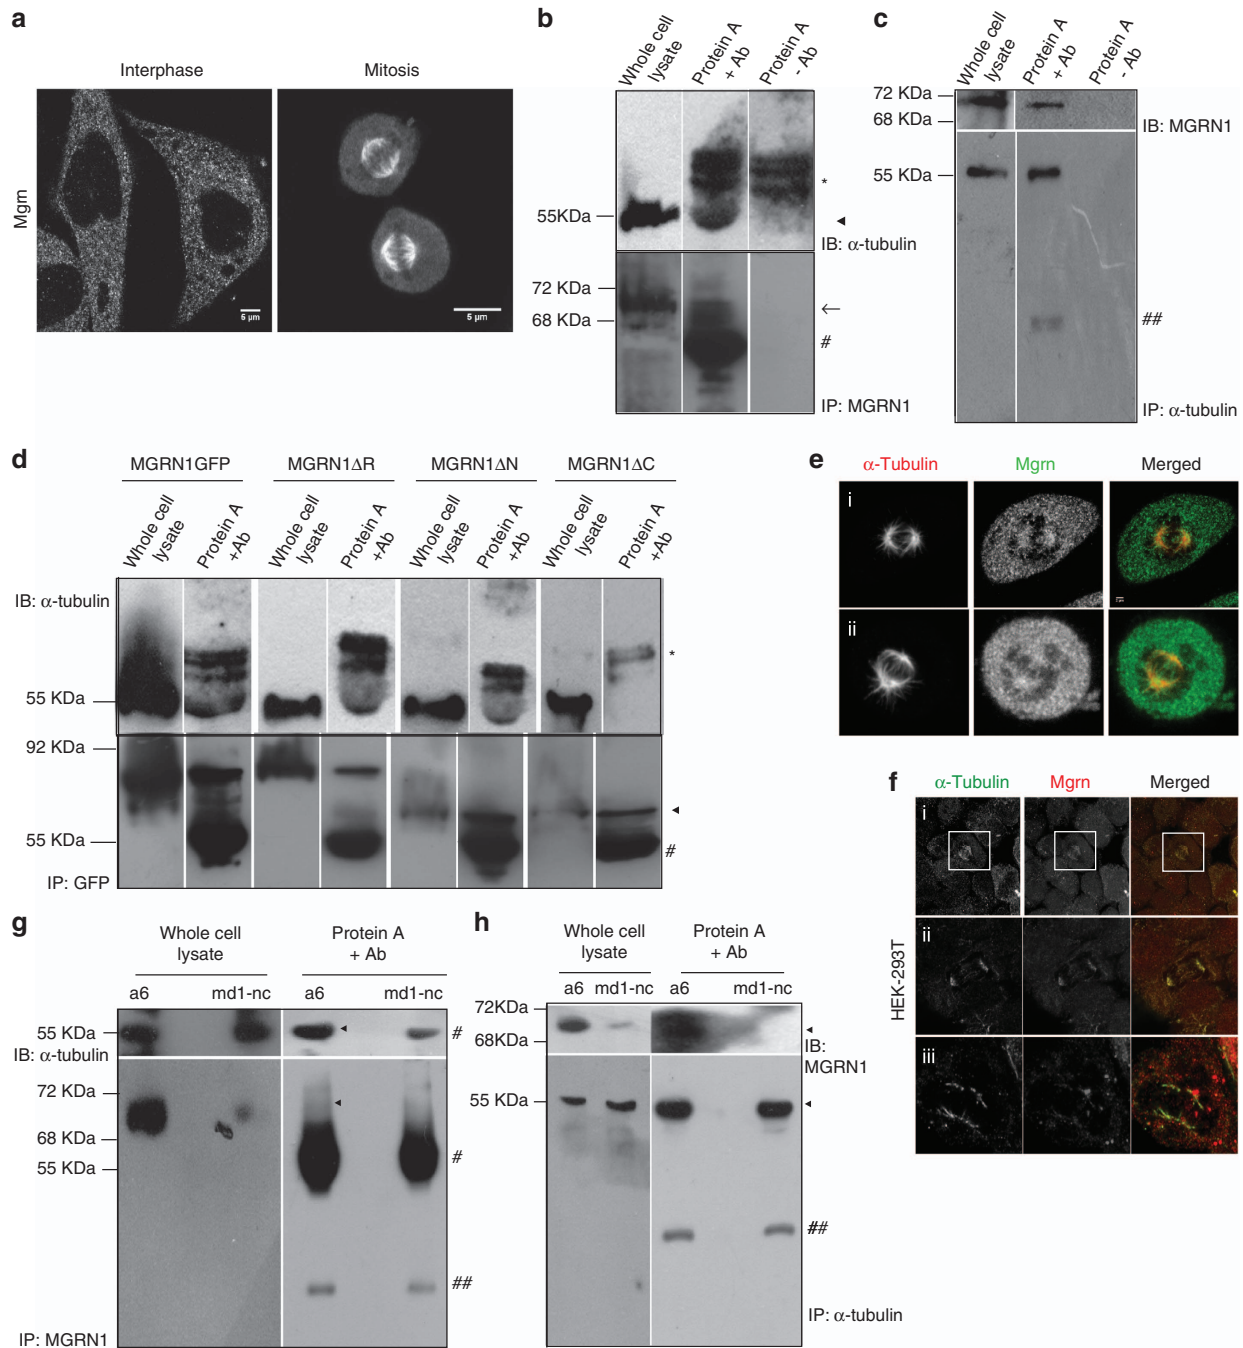 a
Interphase
Mitosis
Mgrn
5 μm
5 μm
b
Whole cell
lysate
Protein A
+ Ab
Protein A
- Ab
55KDa
*
◄
IB: α-tubulin
72 KDa
68 KDa
←
#
IP: MGRN1
c
Whole cell
lysate
Protein A
+ Ab
Protein A
- Ab
72 KDa
68 KDa
IB: MGRN1
55 KDa
##
IP: α-tubulin
d
MGRN1GFP
MGRN1ΔR
MGRN1ΔN
MGRN1ΔC
Whole cell
lysate
Protein A
+Ab
Whole cell
lysate
Protein A
+Ab
Whole cell
lysate
Protein A
+Ab
Whole cell
lysate
Protein A
+Ab
IB: α-tubulin
*
55 KDa
92 KDa
◄
55 KDa
#
IP: GFP
e
α-Tubulin
Mgrn
Merged
i
ii
f
α-Tubulin
Mgrn
Merged
HEK-293T
i
ii
iii
g
Whole cell
lysate
Protein A
+ Ab
a6
md1-nc
a6
md1-nc
55 KDa
◄
#
IB: α-tubulin
72 KDa
◄
68 KDa
55 KDa
#
##
IP: MGRN1
h
Whole cell
lysate
Protein A
+ Ab
a6
md1-nc
a6
md1-nc
72KDa
68KDa
◄
IB:
MGRN1
55 KDa
◄
##
IP: α-tubulin